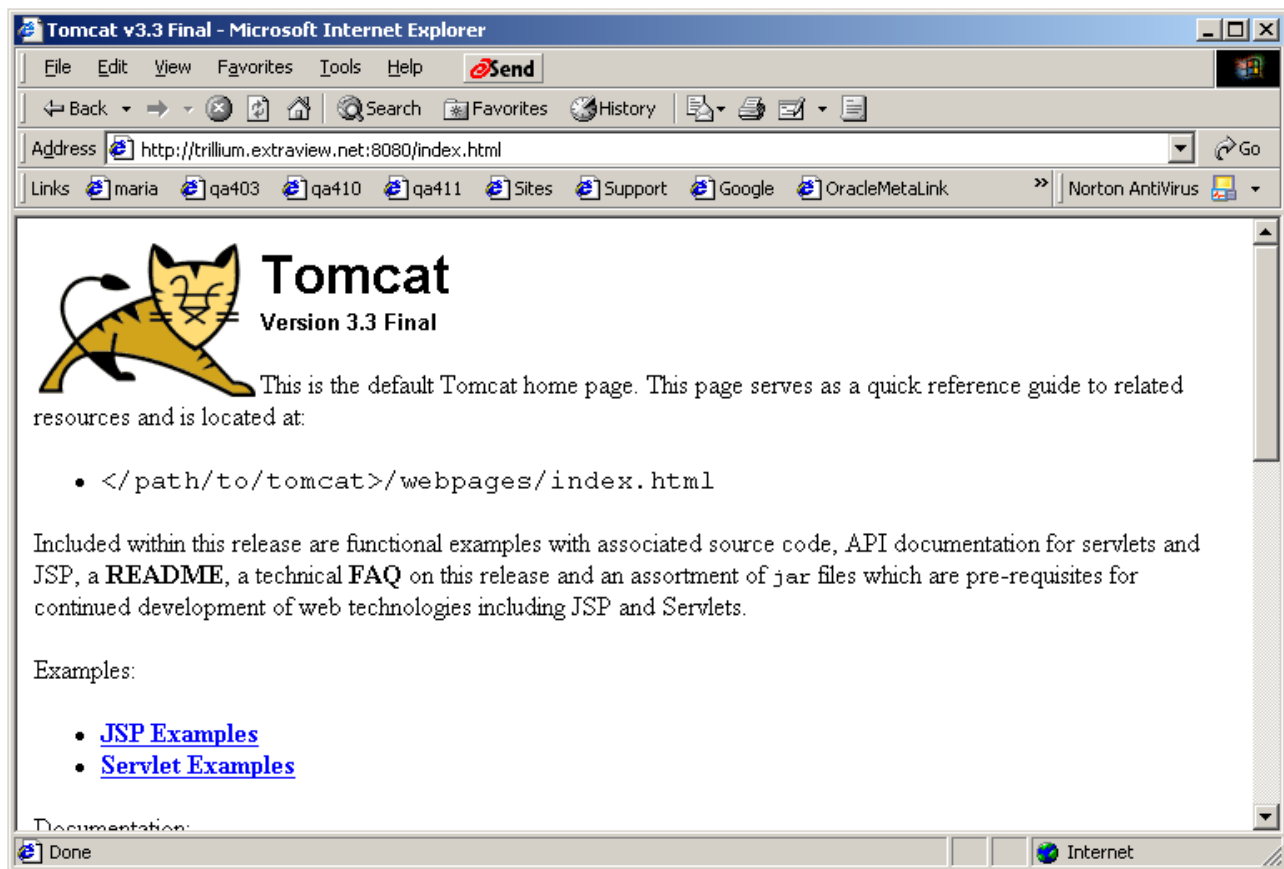 Tomcat v3.3 Final - Microsoft Internet Explorer
File Edit View Favorites Tools Help eSend
Back Search Favorites History
Address http://trillium.extraview.net:8080/index.html Go
Links maria qa403 qa410 qa411 Sites Support Google OracleMetaLink » Norton AntiVirus
Tomcat
Version 3.3 Final
This is the default Tomcat home page. This page serves as a quick reference guide to related
resources and is located at:
• </path/to/tomcat>/webpages/index.html
Included within this release are functional examples with associated source code, API documentation for servlets and
JSP, a README, a technical FAQ on this release and an assortment of jar files which are pre-requisites for
continued development of web technologies including JSP and Servlets.
Examples:
• JSP Examples
• Servlet Examples
Documentation:
Done Internet